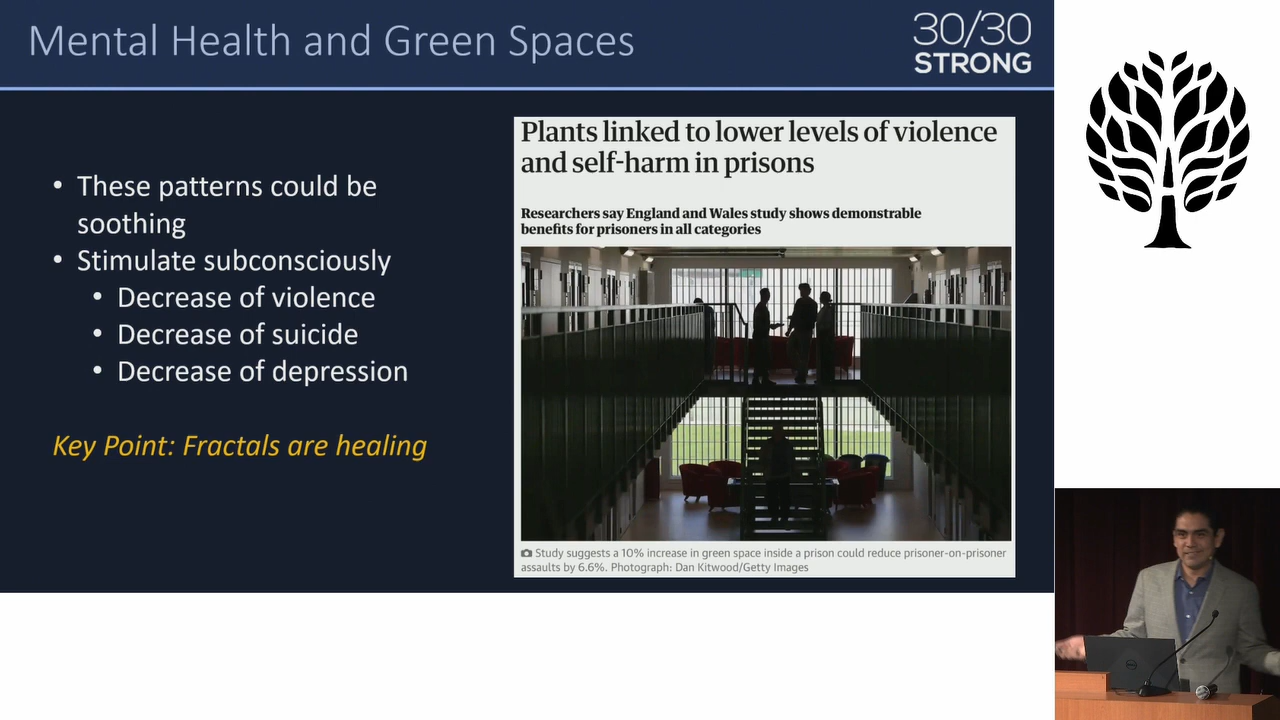 Mental Health and Green Spaces
30/30
STRONG
• These patterns could be
soothing
• Stimulate subconsciously
• Decrease of violence
• Decrease of suicide
• Decrease of depression
Key Point: Fractals are healing
Plants linked to lower levels of violence
and self-harm in prisons
Researchers say England and Wales study shows demonstrable
benefits for prisoners in all categories
Study suggests a 10% increase in green space inside a prison could reduce prisoner-on-prisoner
assaults by 6.6%. Photograph: Dan Kitwood/Getty Images
DELL